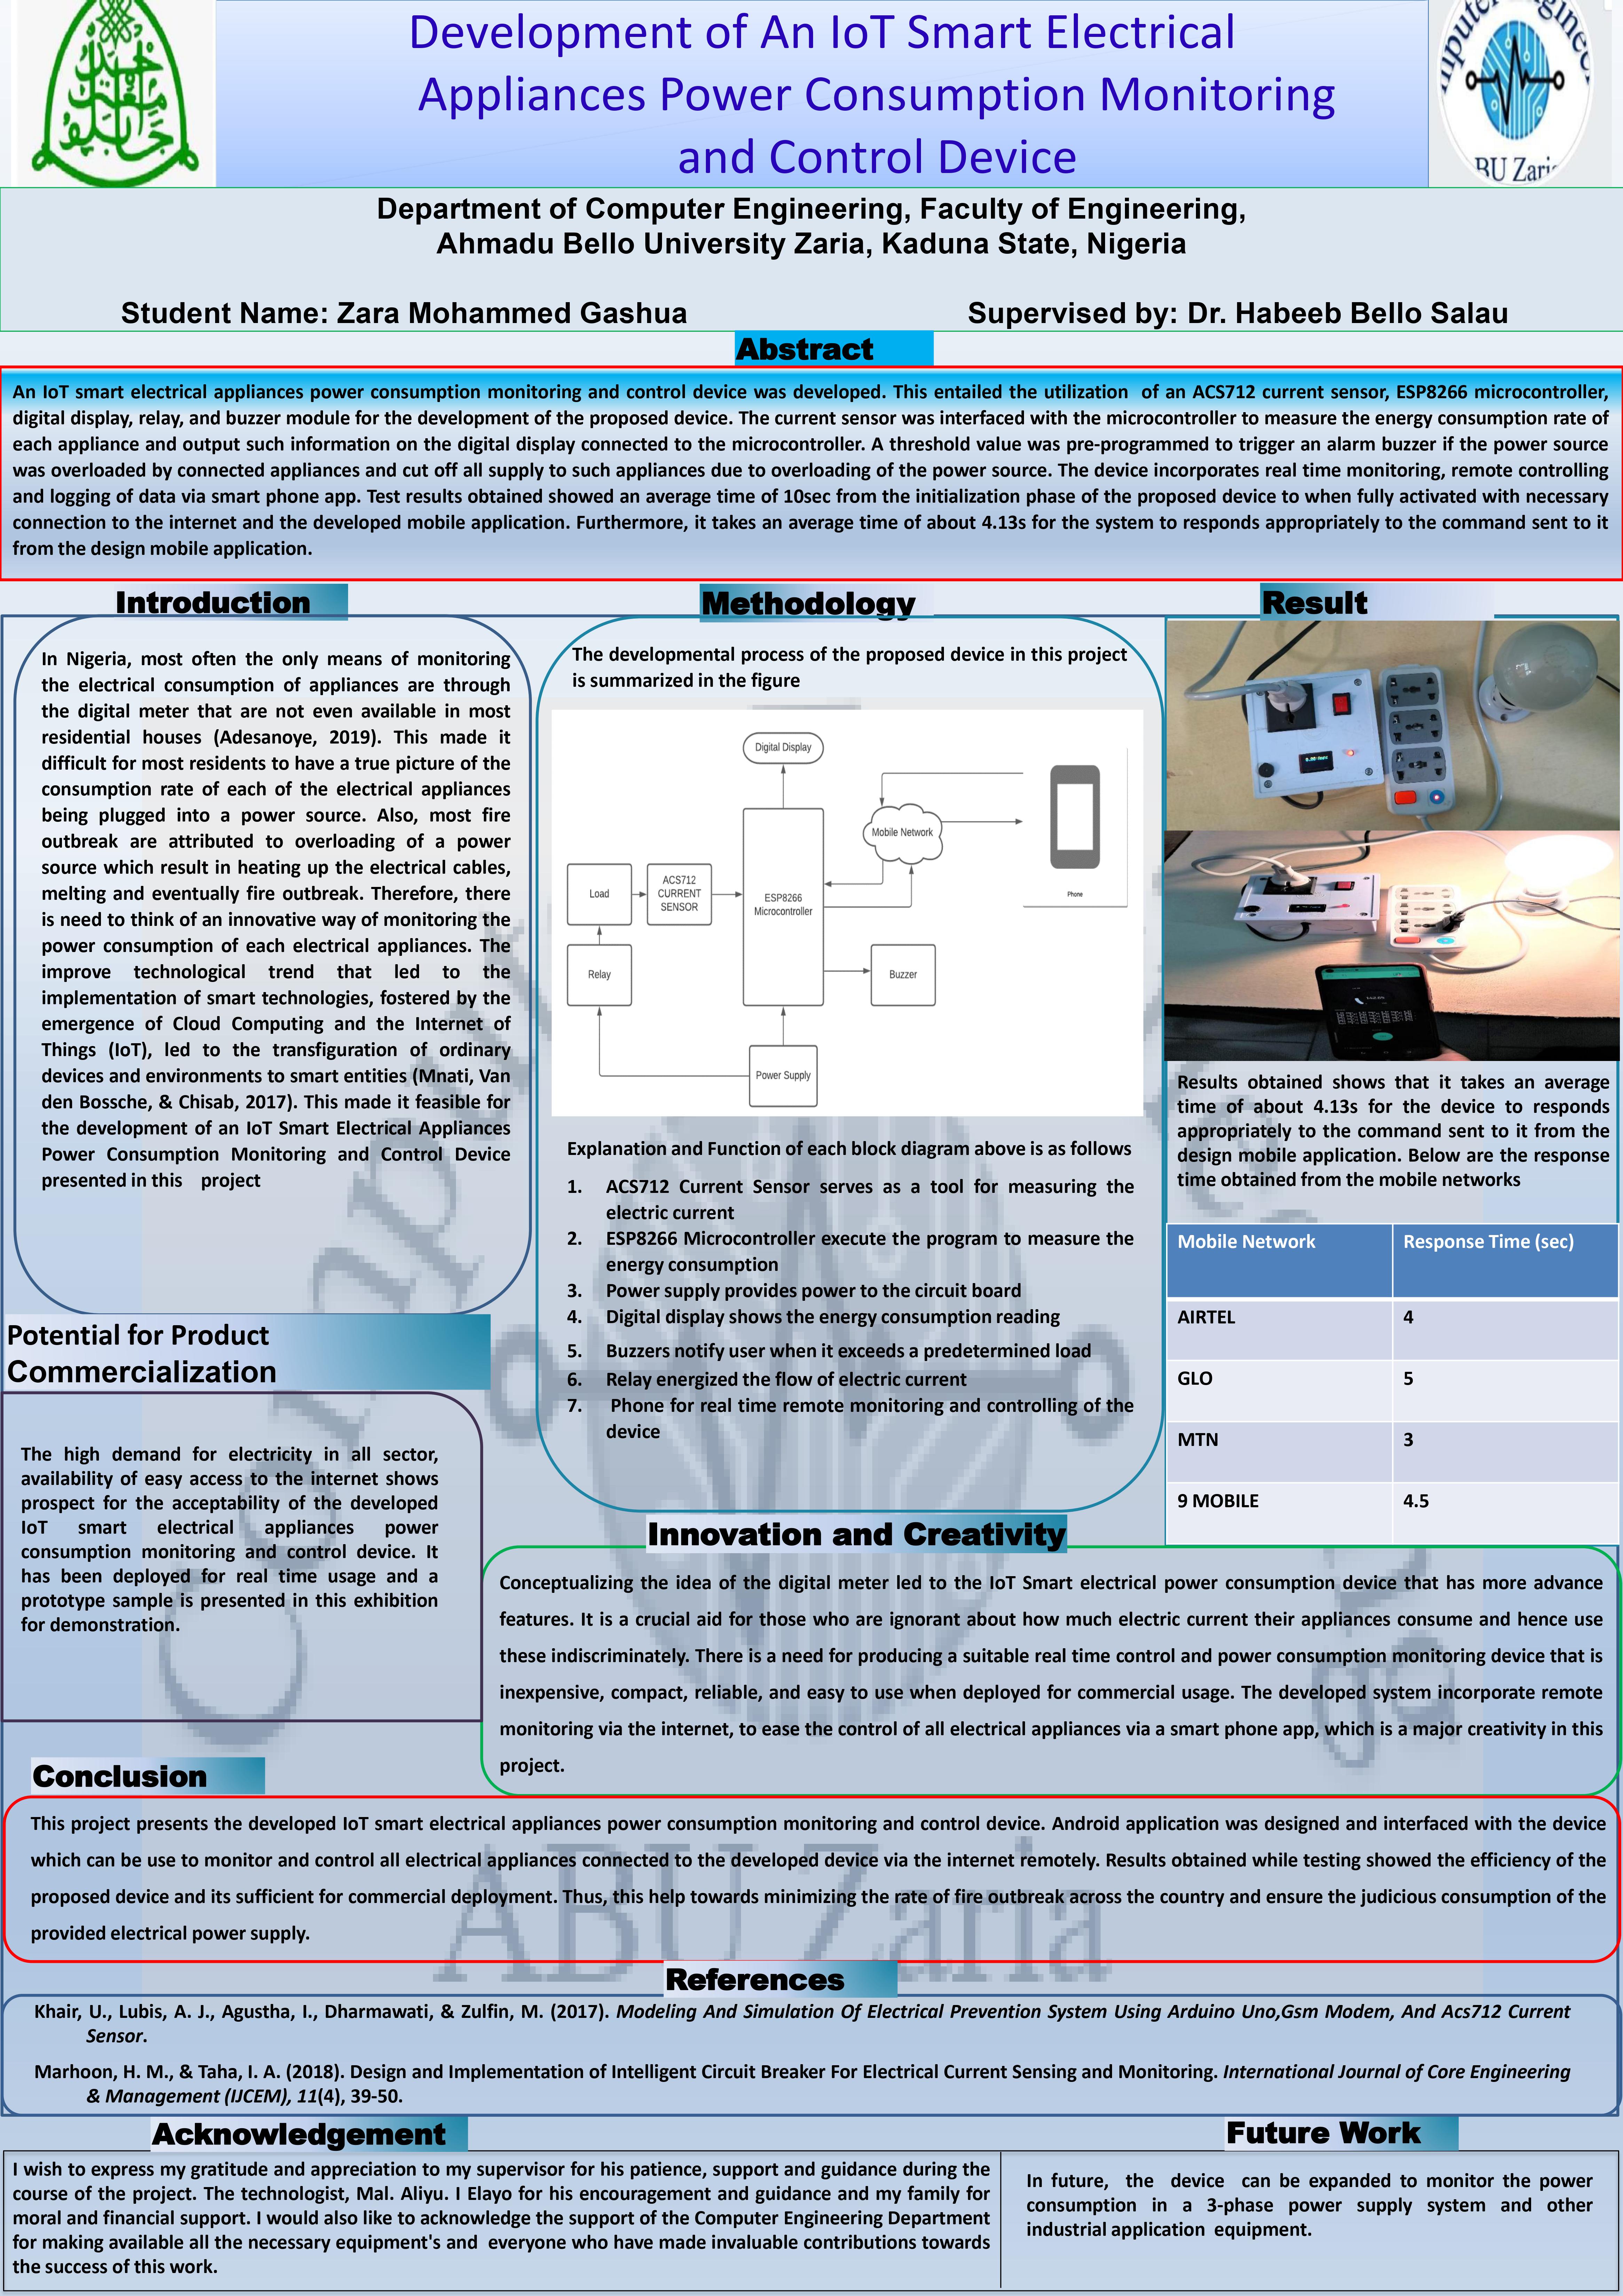 Development of An IoT Smart Electrical
Appliances Power Consumption Monitoring
and Control Device
BU Zari
Department of Computer Engineering, Faculty of Engineering,
Ahmadu Bello University Zaria, Kaduna State, Nigeria
Student Name: Zara Mohammed Gashua
Supervised by: Dr. Habeeb Bello Salau
Abstract
An IoT smart electrical appliances power consumption monitoring and control device was developed. This entailed the utilization of an ACS712 current sensor, ESP8266 microcontroller,
digital display, relay, and buzzer module for the development of the proposed device. The current sensor was interfaced with the microcontroller to measure the energy consumption rate of
each appliance and output such information on the digital display connected to the microcontroller. A threshold value was pre-programmed to trigger an alarm buzzer if the power source
was overloaded by connected appliances and cut off all supply to such appliances due to overloading of the power source. The device incorporates real time monitoring, remote controlling
and logging of data via smart phone app. Test results obtained showed an average time of 10sec from the initialization phase of the proposed device to when fully activated with necessary
connection to the internet and the developed mobile application. Furthermore, it takes an average time of about 4.13s for the system to responds appropriately to the command sent to it
from the design mobile application.
Introduction
In Nigeria, most often the only means of monitoring
the electrical consumption of appliances are through
the digital meter that are not even available in most
residential houses (Adesanoye, 2019). This made it
difficult for most residents to have a true picture of the
consumption rate of each of the electrical appliances
being plugged into a power source. Also, most fire
outbreak are attributed to overloading of a power
source which result in heating up the electrical cables,
melting and eventually fire outbreak. Therefore, there
is need to think of an innovative way of monitoring the
power consumption of each electrical appliances. The
improve technological trend that led to the
implementation of smart technologies, fostered by the
emergence of Cloud Computing and the Internet of
Things (IoT), led to the transfiguration of ordinary
devices and environments to smart entities (Mnati, Van
den Bossche, & Chisab, 2017). This made it feasible for
the development of an IoT Smart Electrical Appliances
Power Consumption Monitoring and Control Device
presented in this project
Potential for Product
Commercialization
The high demand for electricity in all sector,
availability of easy access to the internet shows
prospect for the acceptability of the developed
IoT smart electrical appliances power
consumption monitoring and control device. It
has been deployed for real time usage and a
prototype sample is presented in this exhibition
for demonstration.
Methodology
The developmental process of the proposed device in this project
is summarized in the figure
Digital Display
Mobile Network
Phone
Load
ACS712
CURRENT
SENSOR
ESP8266
Microcontroller
Relay
Buzzer
Power Supply
Explanation and Function of each block diagram above is as follows
1. ACS712 Current Sensor serves as a tool for measuring the
electric current
2. ESP8266 Microcontroller execute the program to measure the
energy consumption
3. Power supply provides power to the circuit board
4. Digital display shows the energy consumption reading
5. Buzzers notify user when it exceeds a predetermined load
6. Relay energized the flow of electric current
7. Phone for real time remote monitoring and controlling of the
device
Result
Results obtained shows that it takes an average
time of about 4.13s for the device to responds
appropriately to the command sent to it from the
design mobile application. Below are the response
time obtained from the mobile networks
Mobile Network Response Time (sec)
AIRTEL 4
GLO 5
MTN 3
9 MOBILE 4.5
Innovation and Creativity
Conceptualizing the idea of the digital meter led to the IoT Smart electrical power consumption device that has more advance
features. It is a crucial aid for those who are ignorant about how much electric current their appliances consume and hence use
these indiscriminately. There is a need for producing a suitable real time control and power consumption monitoring device that is
inexpensive, compact, reliable, and easy to use when deployed for commercial usage. The developed system incorporate remote
monitoring via the internet, to ease the control of all electrical appliances via a smart phone app, which is a major creativity in this
project.
Conclusion
This project presents the developed IoT smart electrical appliances power consumption monitoring and control device. Android application was designed and interfaced with the device
which can be use to monitor and control all electrical appliances connected to the developed device via the internet remotely. Results obtained while testing showed the efficiency of the
proposed device and its sufficient for commercial deployment. Thus, this help towards minimizing the rate of fire outbreak across the country and ensure the judicious consumption of the
provided electrical power supply.
ABU Zaria
References
Khair, U., Lubis, A. J., Agustha, I., Dharmawati, & Zulfin, M. (2017). Modeling And Simulation Of Electrical Prevention System Using Arduino Uno,Gsm Modem, And Acs712 Current
Sensor.
Marhoon, H. M., & Taha, I. A. (2018). Design and Implementation of Intelligent Circuit Breaker For Electrical Current Sensing and Monitoring. International Journal of Core Engineering
& Management (IJCEM), 11(4), 39-50.
Acknowledgement
I wish to express my gratitude and appreciation to my supervisor for his patience, support and guidance during the
course of the project. The technologist, Mal. Aliyu. I Elayo for his encouragement and guidance and my family for
moral and financial support. I would also like to acknowledge the support of the Computer Engineering Department
for making available all the necessary equipment's and everyone who have made invaluable contributions towards
the success of this work.
Future Work
In future, the device can be expanded to monitor the power
consumption in a 3-phase power supply system and other
industrial application equipment.